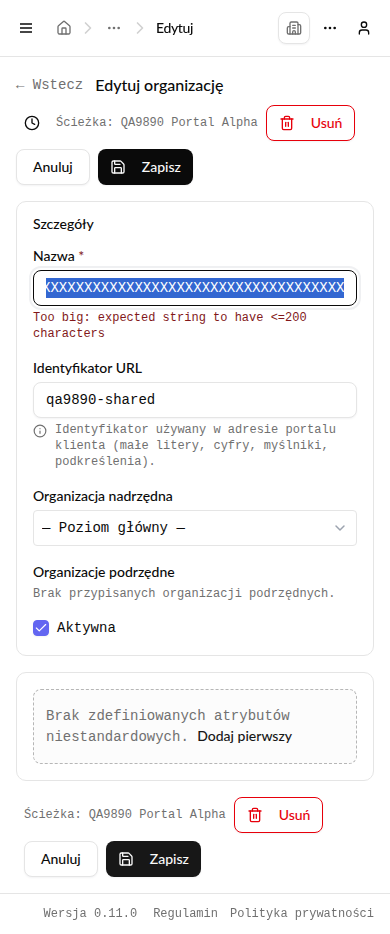 Edytuj
← Wstecz Edytuj organizację
Ścieżka: QA9890 Portal Alpha Usuń
Anuluj Zapisz
Szczegóły
Nazwa *
XXXXXXXXXXXXXXXXXXXXXXXXXXXXXXXXXXXX
Too big: expected string to have <=200
characters
Identyfikator URL
qa9890-shared
Identyfikator używany w adresie portalu
klienta (małe litery, cyfry, myślniki,
podkreślenia).
Organizacja nadrzędna
— Poziom główny —
Organizacje podrzędne
Brak przypisanych organizacji podrzędnych.
Aktywna
Brak zdefiniowanych atrybutów
niestandardowych. Dodaj pierwszy
Ścieżka: QA9890 Portal Alpha Usuń
Anuluj Zapisz
Wersja 0.11.0 Regulamin Polityka prywatności